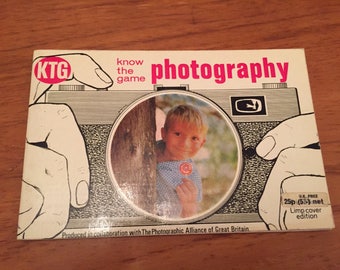 KTG
know
the
game
photography
U.K. PRICE
25p (5s) net
Limp cover
edition
Produced in collaboration with The Photographic Alliance of Great Britain.